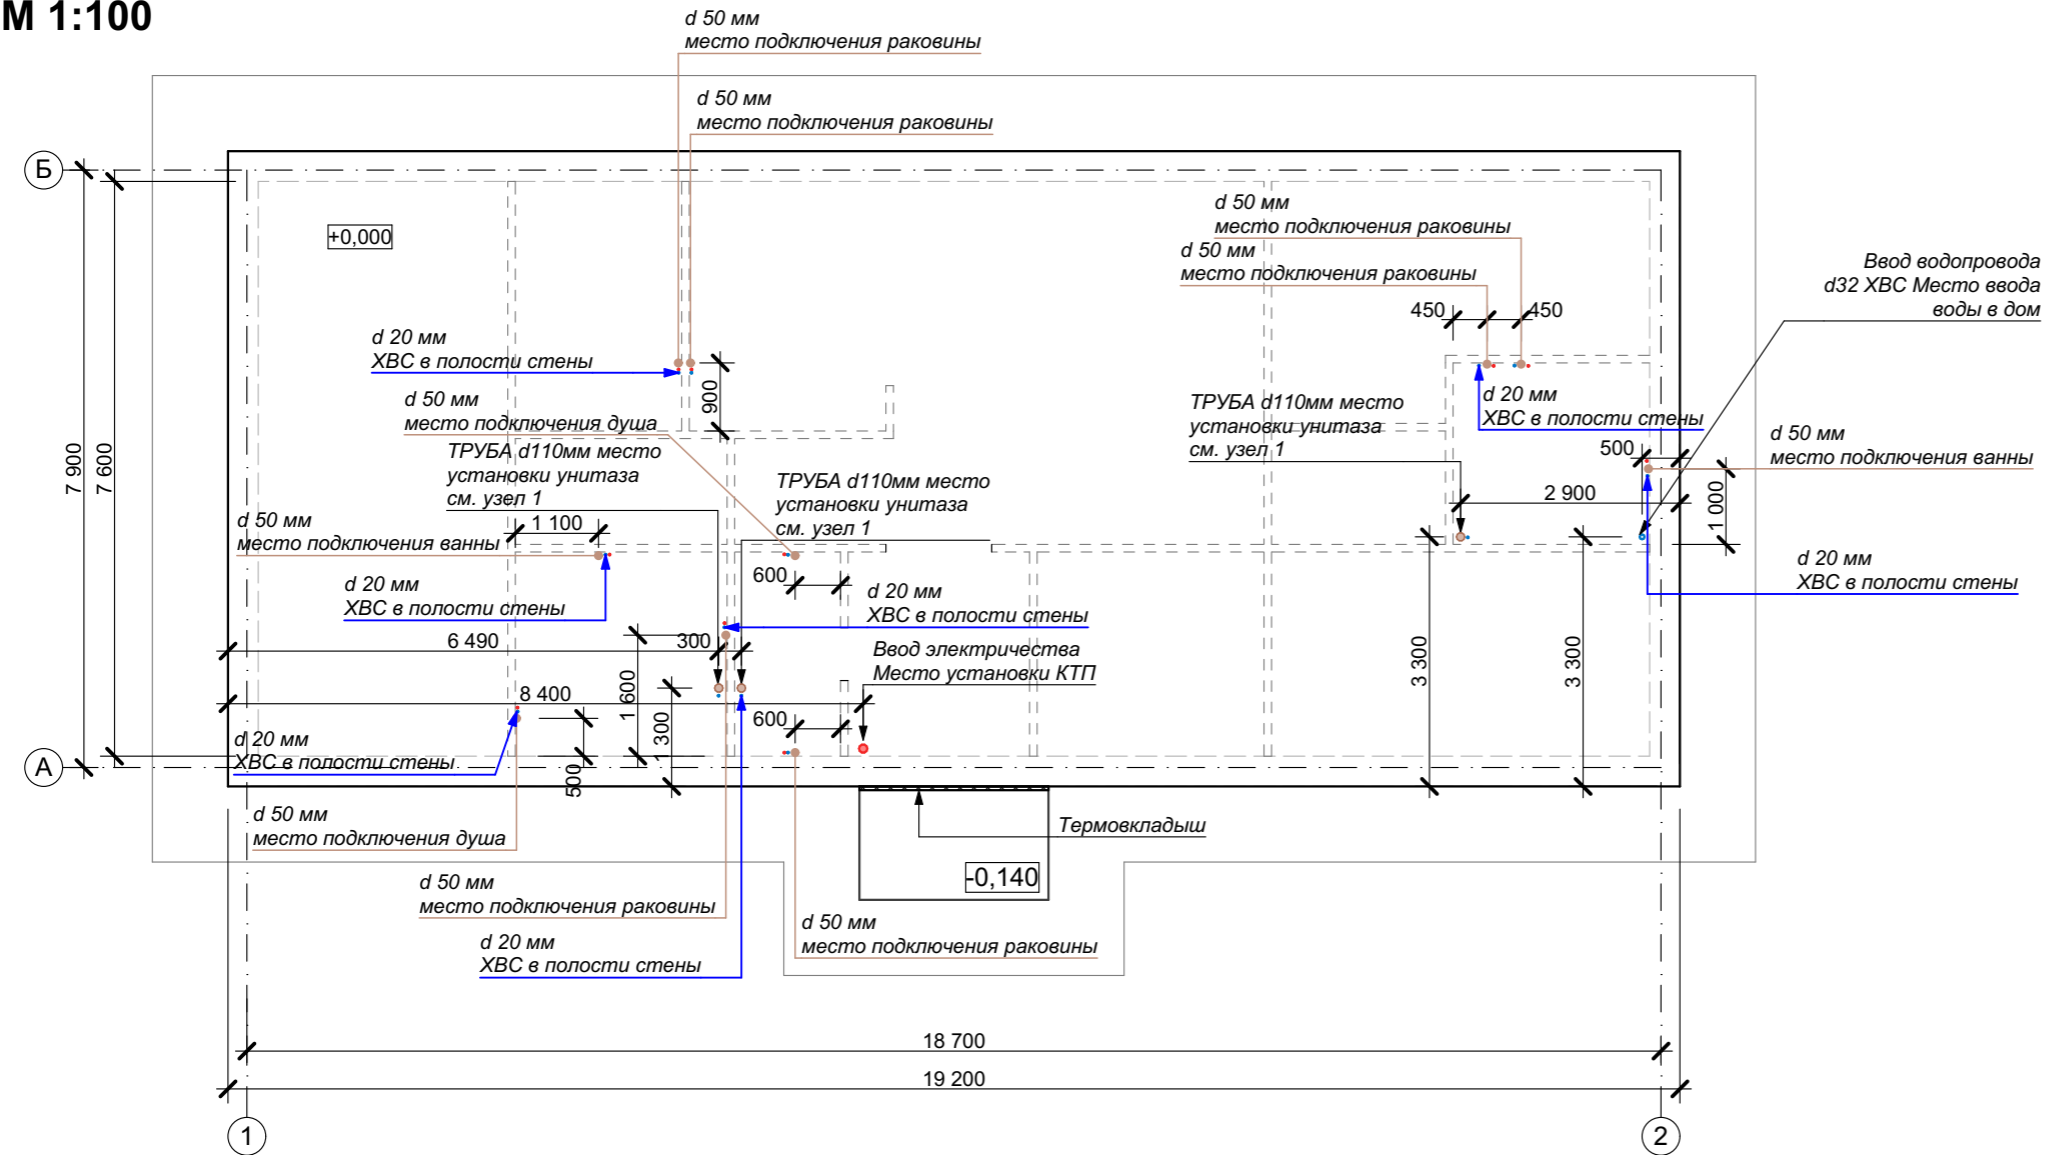 М 1:100
d 50 мм
место подключения раковины
d 50 мм
место подключения раковины
Б
+0,000
d 50 мм
место подключения раковины
d 50 мм
место подключения раковины
Ввод водопровода
d32 ХВС Место ввода
воды в дом
450
450
d 20 мм
ХВС в полости стены
900
d 50 мм
место подключения душа
ТРУБА d110мм место
установки унитаза
см. узел 1
ТРУБА d110мм место
установки унитаза
см. узел 1
ТРУБА d110мм место
установки унитаза
см. узел 1
d 20 мм
ХВС в полости стены
500
d 50 мм
место подключения ванны
2 900
1 000
7 900
7 600
d 50 мм
место подключения ванны
1 100
d 20 мм
ХВС в полости стены
600
d 20 мм
ХВС в полости стены
d 20 мм
ХВС в полости стены
6 490
300
Ввод электричества
Место установки КТП
3 300
3 300
8 400
1 600
1 300
600
500
d 20 мм
ХВС в полости стены
А
d 50 мм
место подключения душа
Термовкладыш
-0,140
d 50 мм
место подключения раковины
d 50 мм
место подключения раковины
d 20 мм
ХВС в полости стены
18 700
19 200
1
2